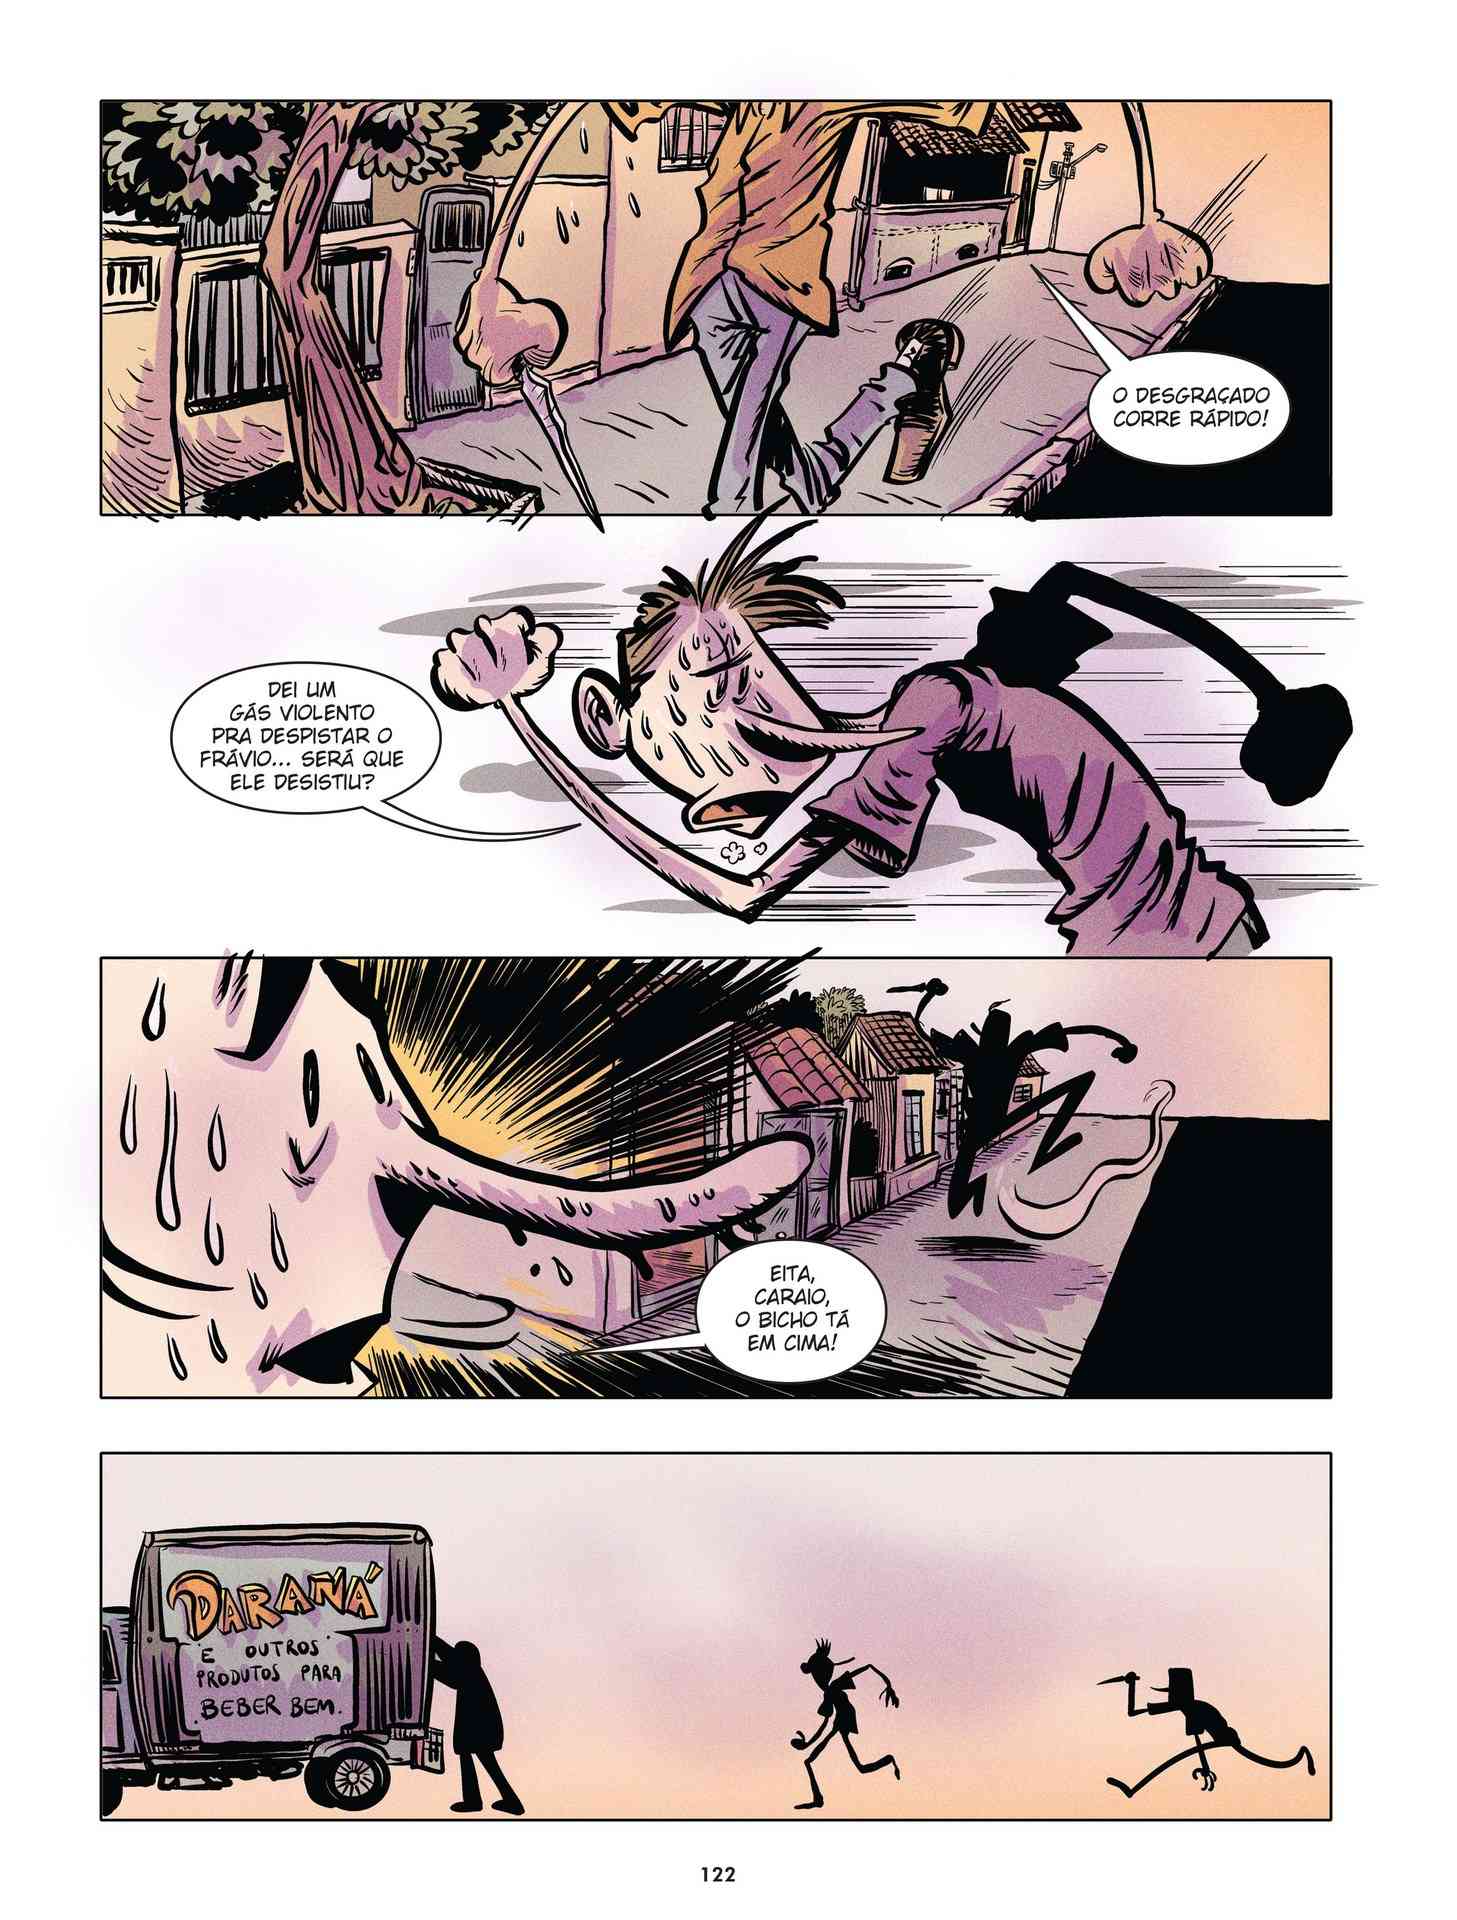 O DESGRAÇADO
CORRE RÁPIDO!
DEI UM
GÁS VIOLENTO
PRA DESPISTAR O
FRÁVIO... SERÁ QUE
ELE DESISTIU?
EITA,
CARAIO,
O BICHO TÁ
EM CIMA!
DARANÁ
E OUTROS
PRODUTOS PARA
BEBER BEM.
122